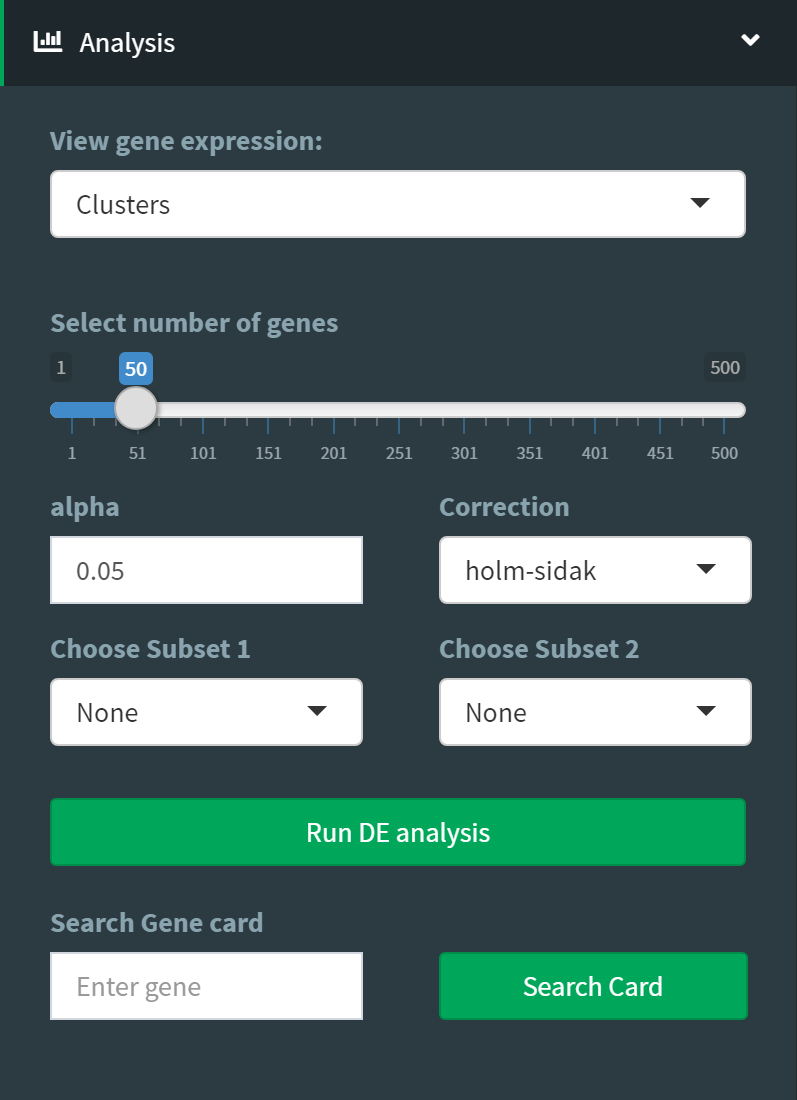 Analysis
View gene expression:
Clusters
Select number of genes
1 50 500
1 51 101 151 201 251 301 351 401 451 500
alpha Correction
0.05 holm-sidak
Choose Subset 1 Choose Subset 2
None None
Run DE analysis
Search Gene card
Enter gene Search Card